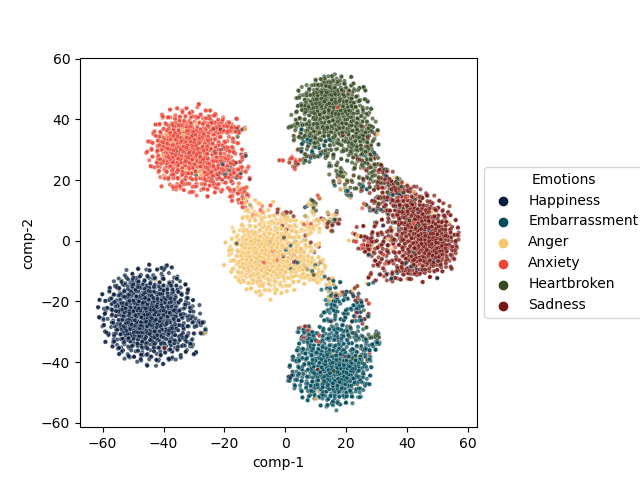 60
40
20
0
−20
−40
−60
comp-2
−60
−40
−20
0
20
40
60
comp-1
Emotions
Happiness
Embarrassment
Anger
Anxiety
Heartbroken
Sadness